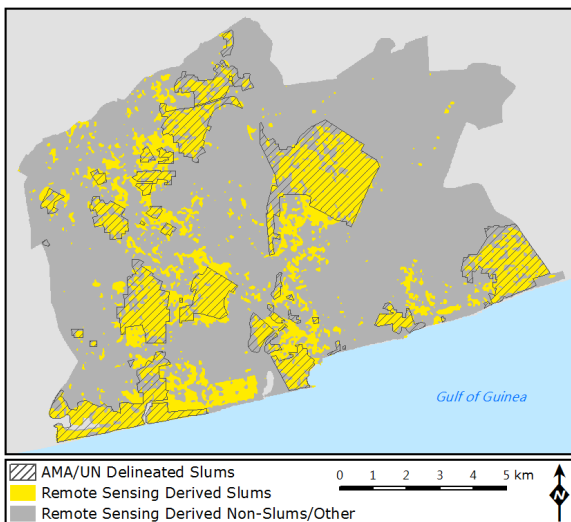 Gulf of Guinea
AMA/UN Delineated Slums
Remote Sensing Derived Slums
Remote Sensing Derived Non-Slums/Other
0 1 2 3 4 5 km
N